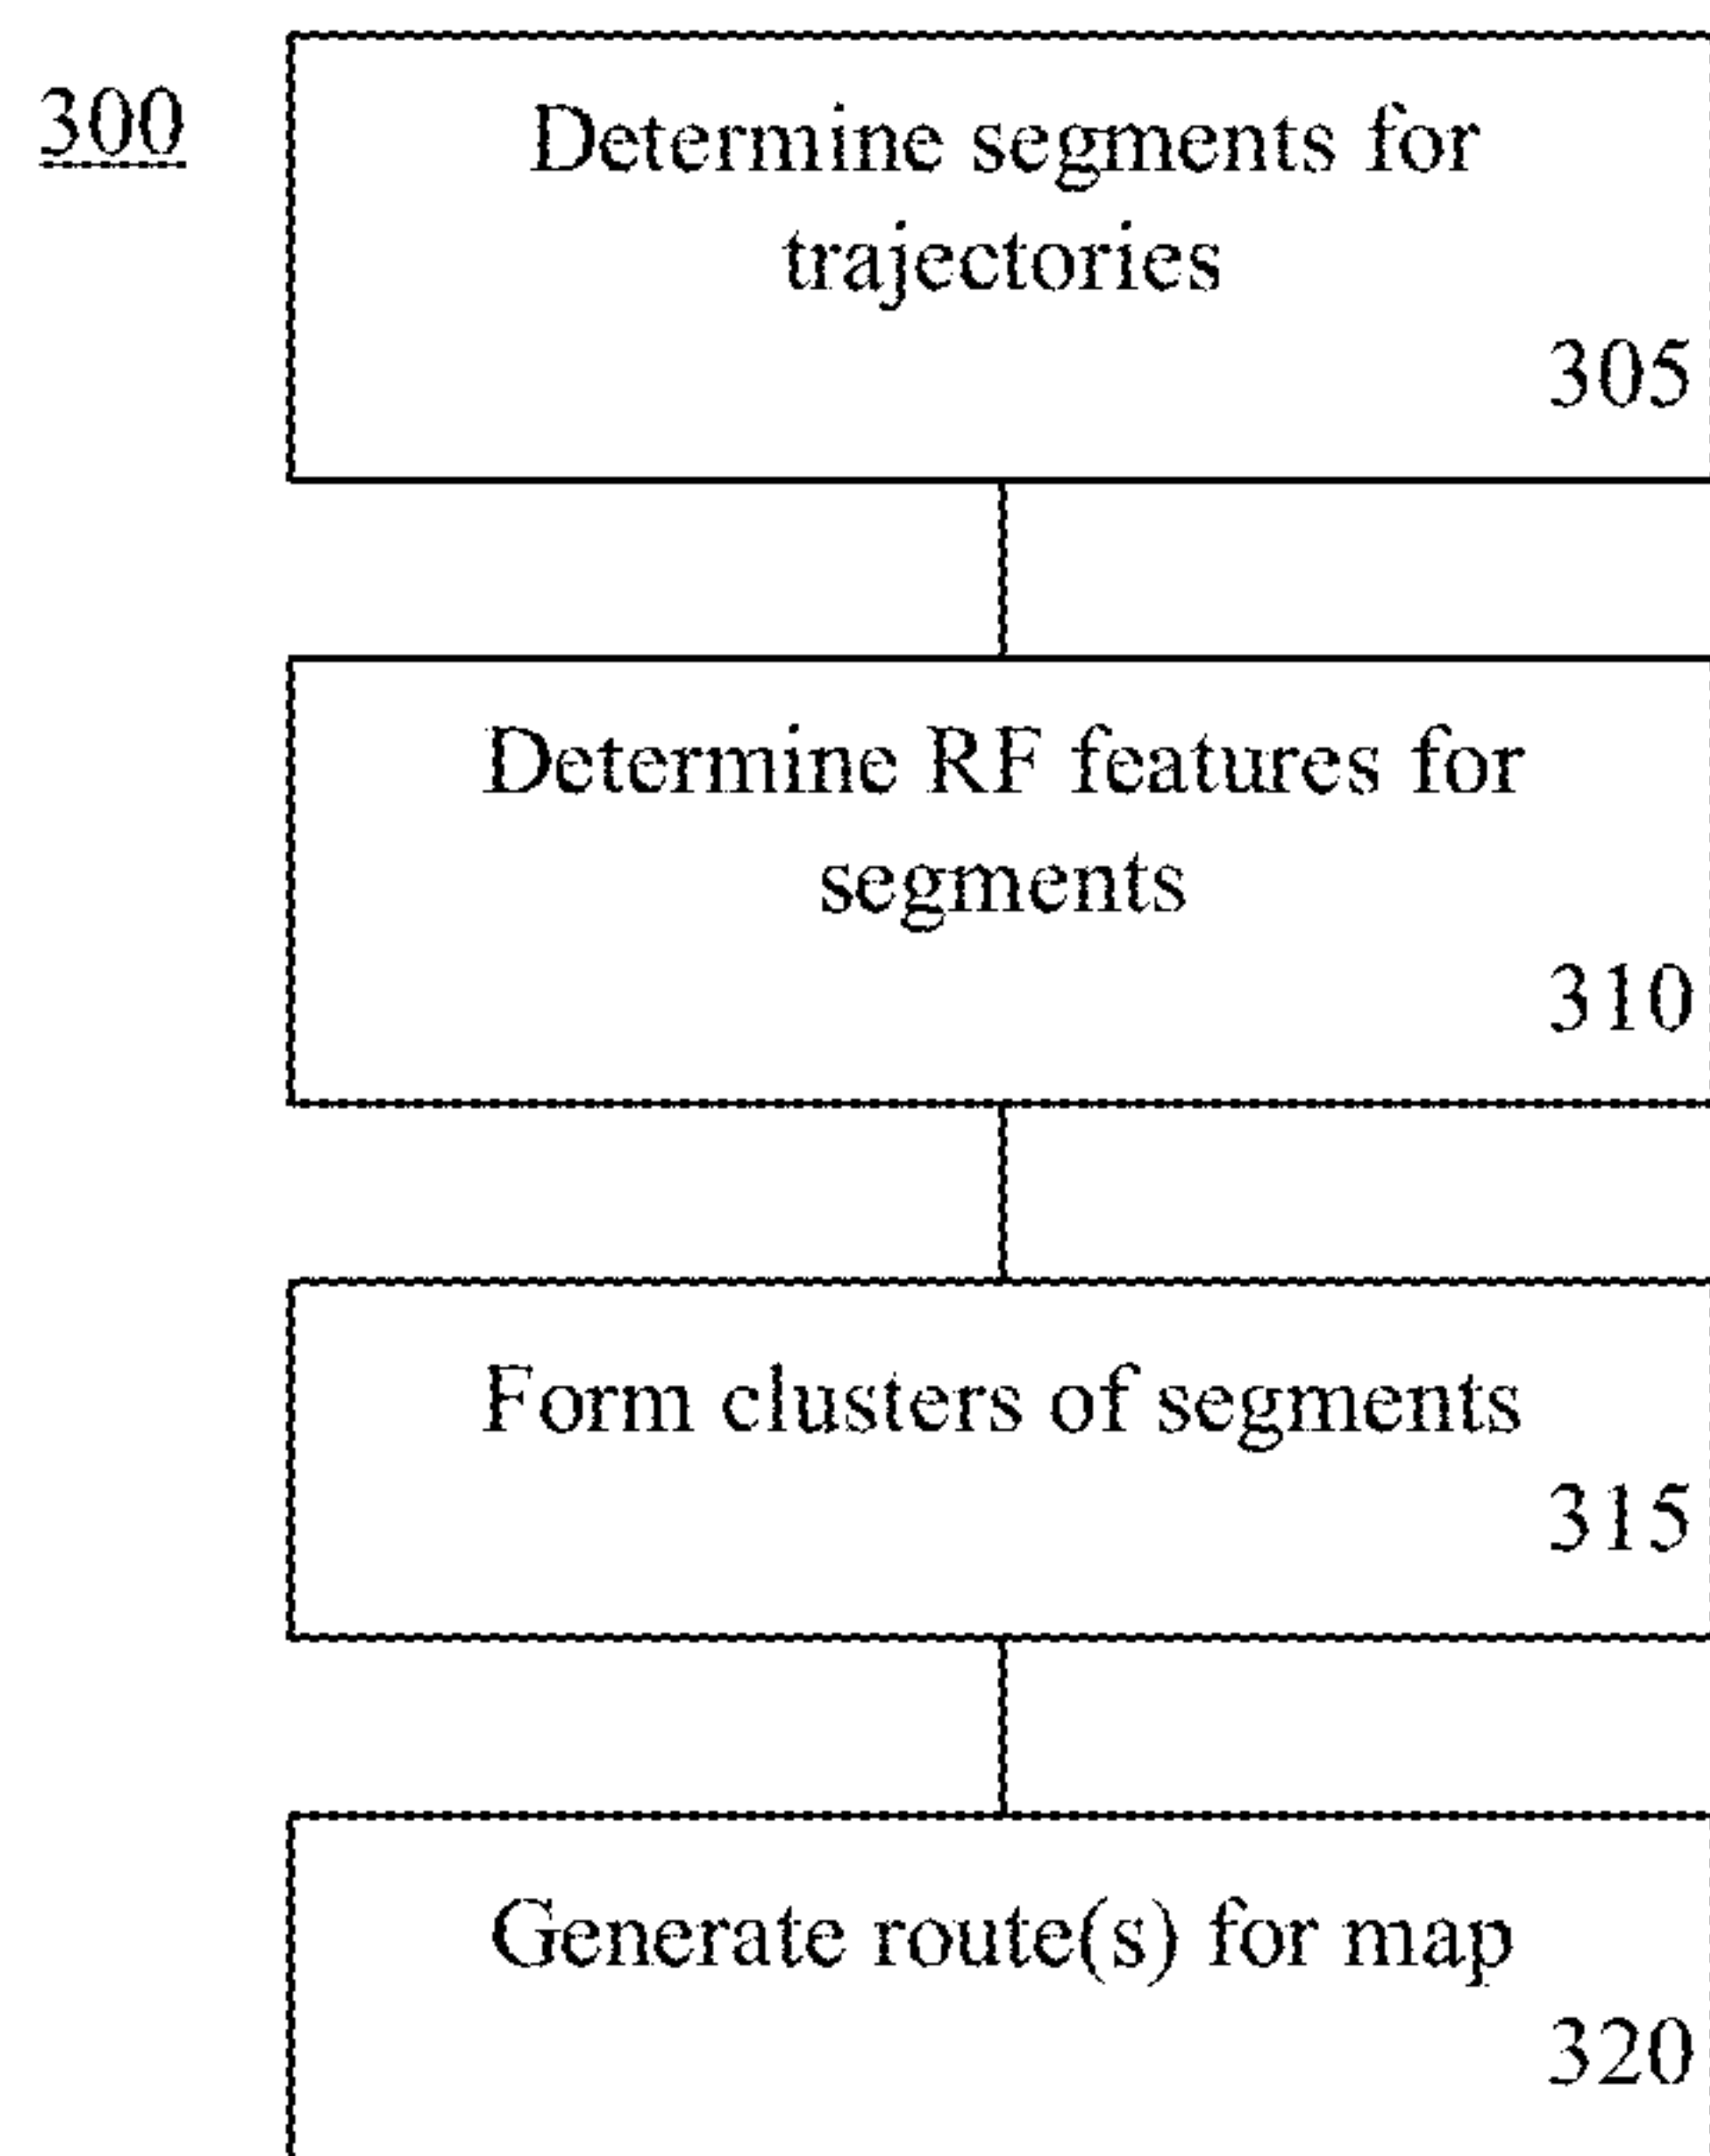 300
Determine segments for
trajectories
305
Determine RF features for
segments
310
Form clusters of segments
315
Generate route(s) for map
320